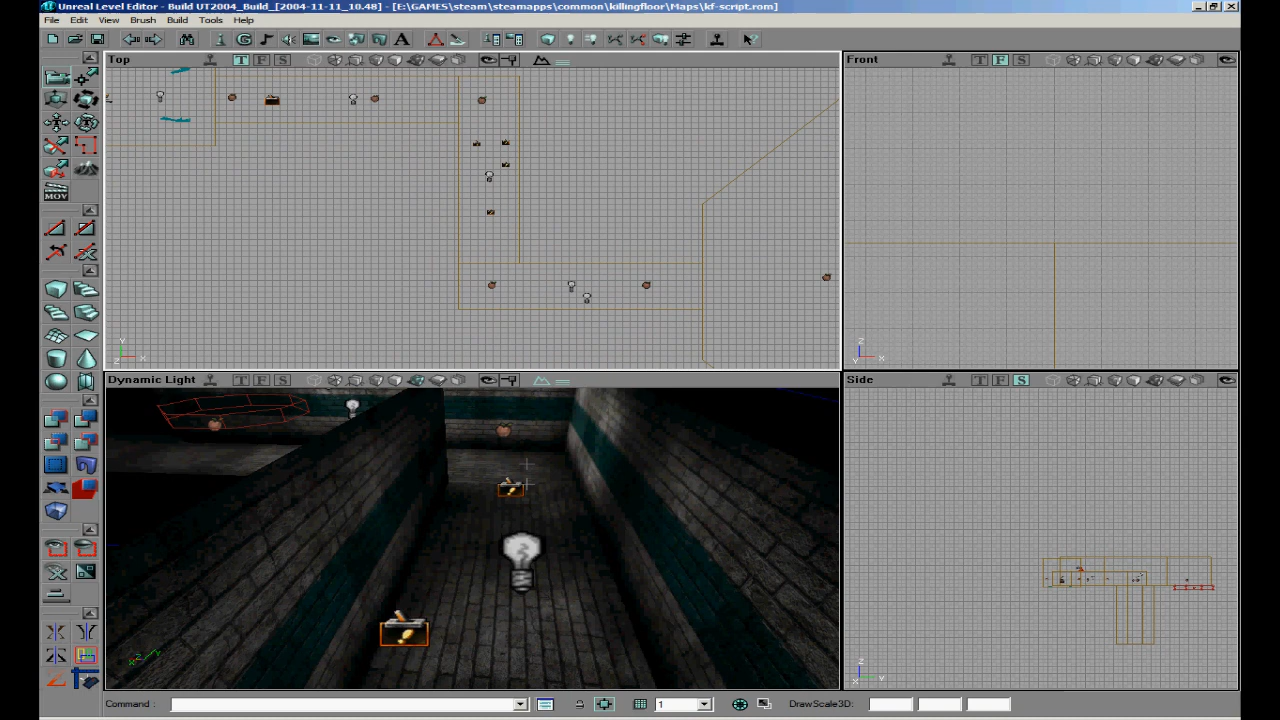 Unreal Level Editor - Build UT2004_Build_[2004-11-11_10.48] - [E:\GAMES\steam\steamapps\common\killingfloor\Maps\kf-script.rom]
File Edit View Brush Build Tools Help
Top T F S
Front T F S
MOV
Y
Z X
Z
Y X
Dynamic Light T F S
Side T F S
X Z Y
Z
X Y
Command : 1 DrawScale3D: